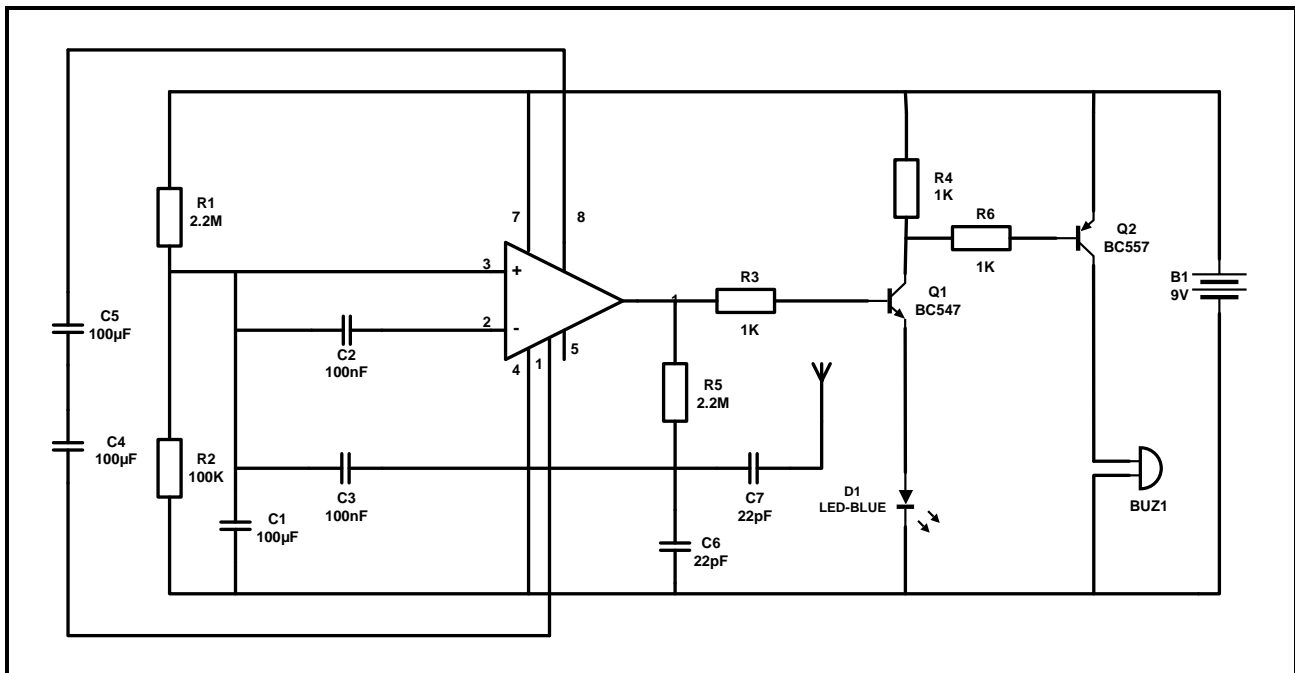 R1
2.2M
7
8
R4
1K
R6
1K
Q2
BC557
3
+
R3
1K
1
Q1
BC547
B1
9V
C5
100µF
2
-
C2
100nF
4
1
5
R5
2.2M
C4
100µF
R2
100K
C3
100nF
C7
22pF
D1
LED-BLUE
BUZ1
C1
100µF
C6
22pF